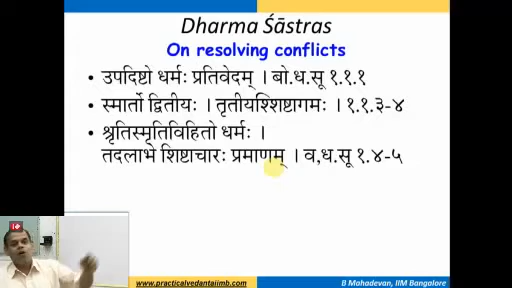 Dharma Śāstras
On resolving conflicts
• उपदिष्टो धर्मः प्रतिवेदम् । बो.ध.सू १.१.१
• स्मार्तो द्वितीयः । तृतीयश्शिष्टागमः । १.१.३-४
• श्रृतिस्मृतिविहितो धर्मः ।
तदलाभे शिष्टाचारः प्रमाणम् । व,ध.सू १.४-५
www.practicalvedantaiimb.com
B Mahadevan, IIM Bangalore